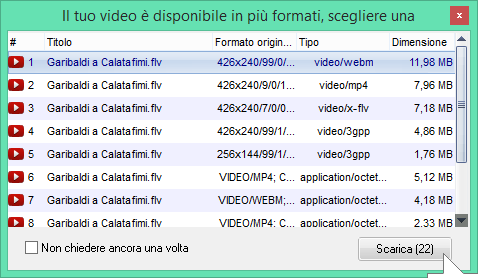 Il tuo video è disponibile in più formati, scegliere una x
# Titolo Formato origin... Tipo Dimensione
1 Garibaldi a Calatafimi.flv 426x240/99/0/... video/webm 11,98 MB
2 Garibaldi a Calatafimi.flv 426x240/9/0/1... video/mp4 7,96 MB
3 Garibaldi a Calatafimi.flv 426x240/7/0/0... video/x-flv 7,18 MB
4 Garibaldi a Calatafimi.flv 426x240/99/1/... video/3gpp 4,86 MB
5 Garibaldi a Calatafimi.flv 256x144/99/1/... video/3gpp 1,76 MB
6 Garibaldi a Calatafimi.flv VIDEO/MP4; C... application/octet... 5,12 MB
7 Garibaldi a Calatafimi.flv VIDEO/WEBM;... application/octet... 4,18 MB
8 Garibaldi a Calatafimi.flv VIDEO/MP4; C... application/octet... 2,33 MB
Non chiedere ancora una volta Scarica (22)